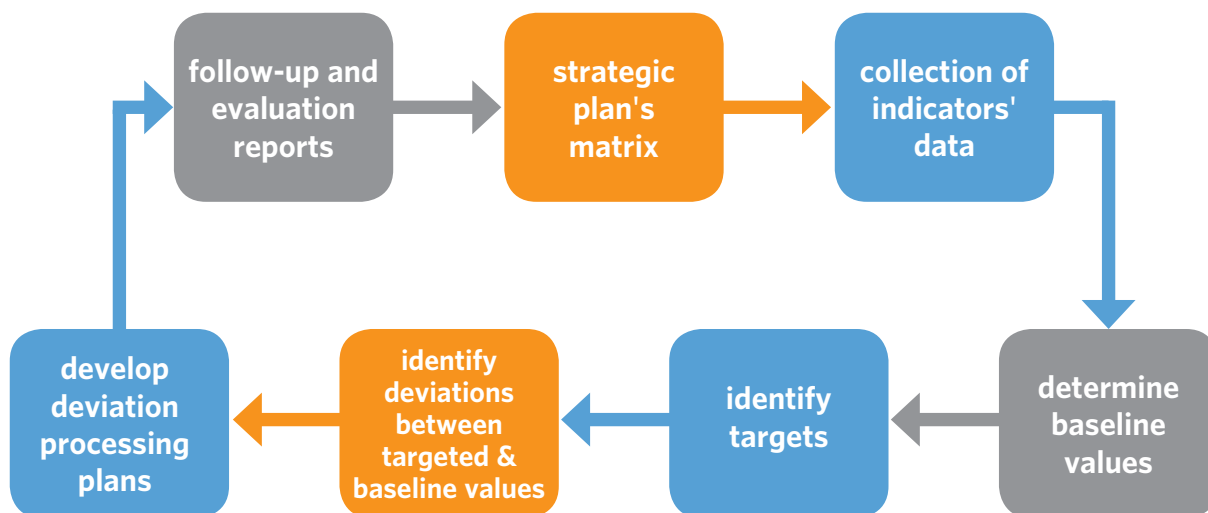 follow-up and
evaluation
reports
strategic
plan's
matrix
collection of
indicators'
data
develop
deviation
processing
plans
identify
deviations
between
targeted &
baseline values
identify
targets
determine
baseline
values